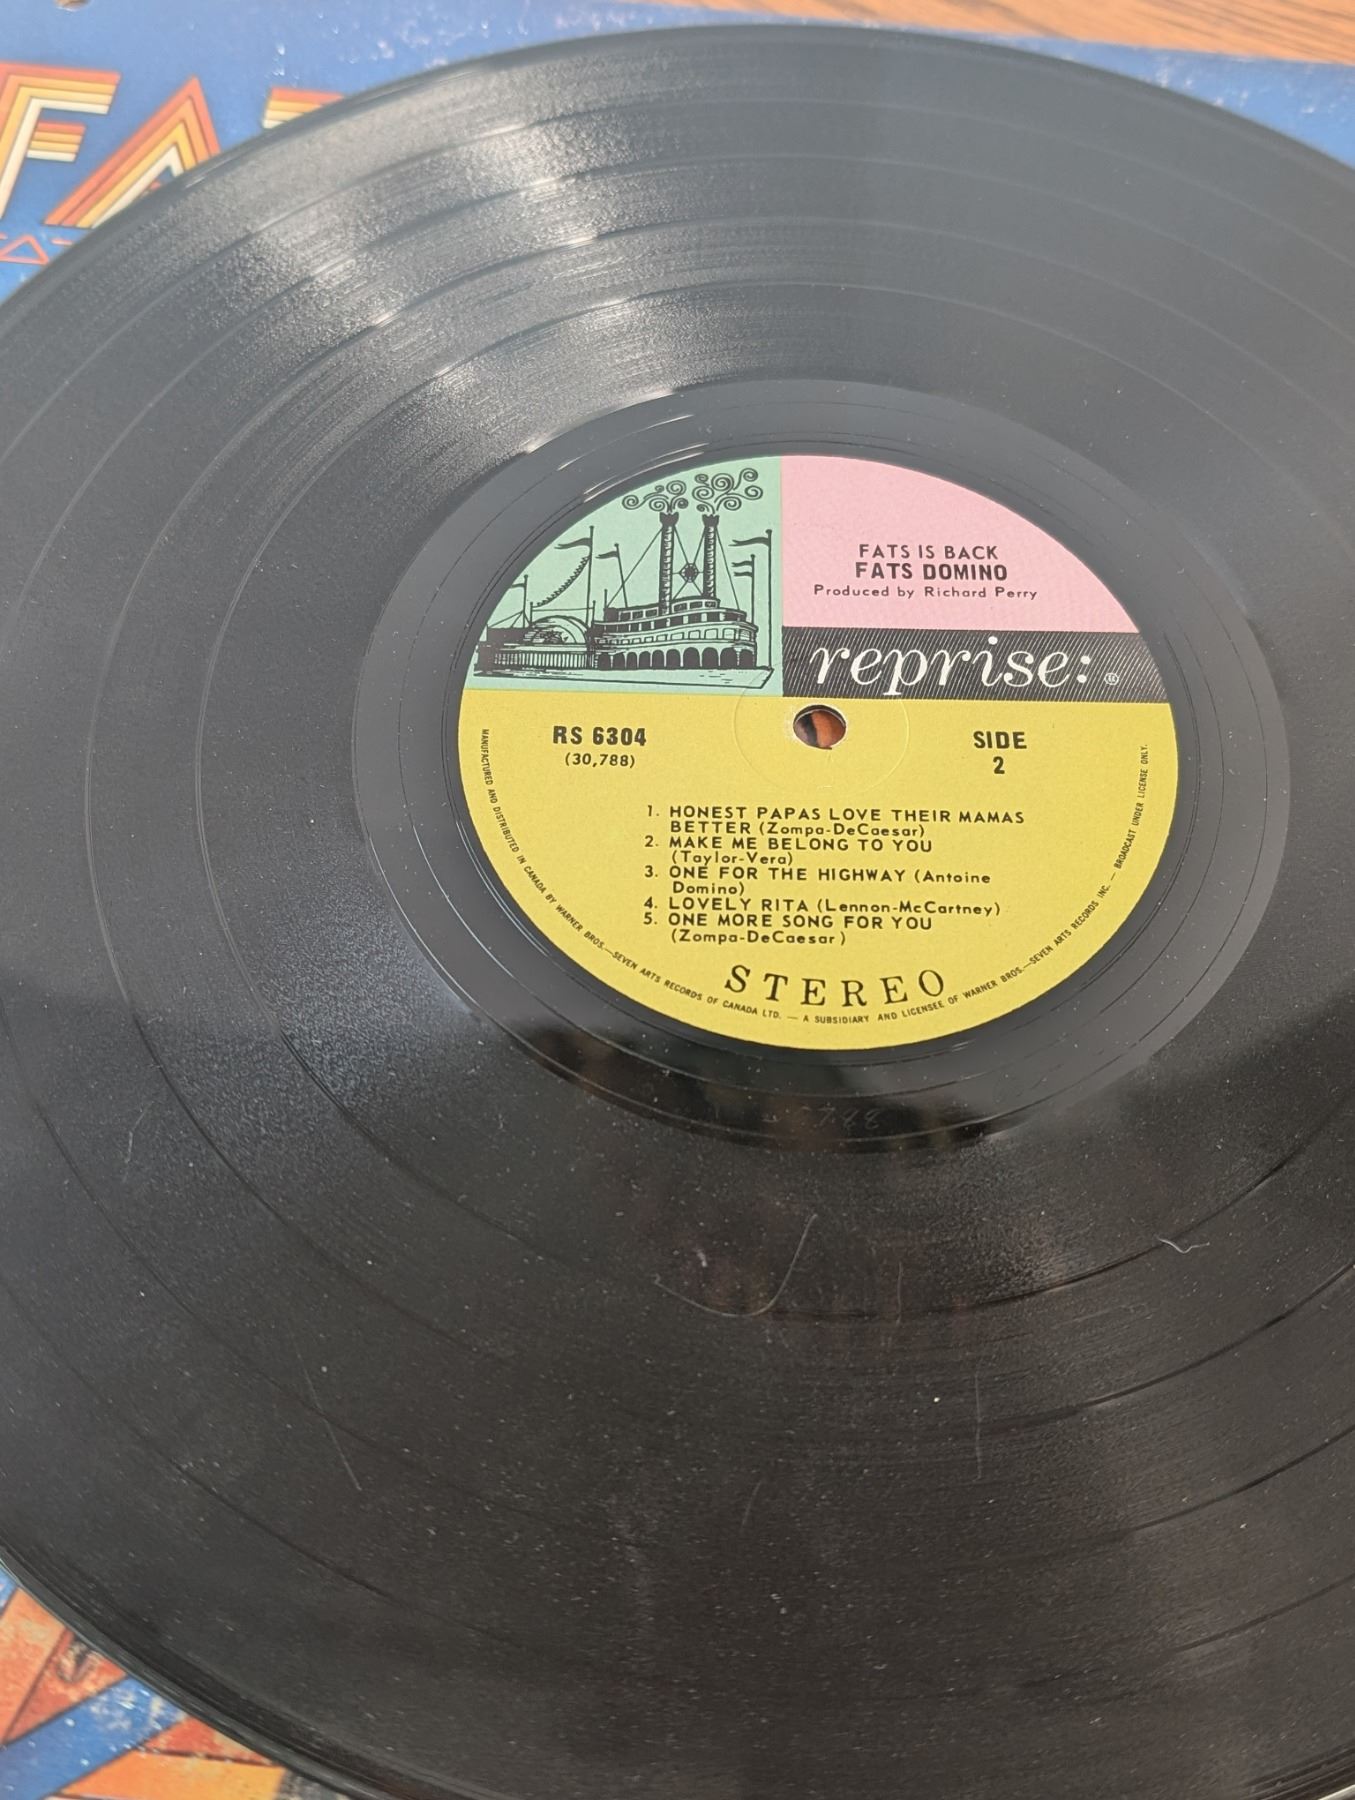 FA
FATS IS BACK
FATS DOMINO
Produced by Richard Perry
reprise: ®
RS 6304
(30,788)
SIDE
2
1. HONEST PAPAS LOVE THEIR MAMAS
BETTER (Zompa-DeCaesar)
2. MAKE ME BELONG TO YOU
(Taylor-Vera)
3. ONE FOR THE HIGHWAY (Antoine
Domino)
4. LOVELY RITA (Lennon-McCartney)
5. ONE MORE SONG FOR YOU
(Zompa-DeCaesar)
STEREO
MANUFACTURED AND DISTRIBUTED IN CANADA BY WARNER BROS.—SEVEN ARTS RECORDS OF CANADA LTD. — A SUBSIDIARY AND LICENSEE OF WARNER BROS.—SEVEN ARTS RECORDS INC. — BROADCAST UNDER LICENSE ONLY.